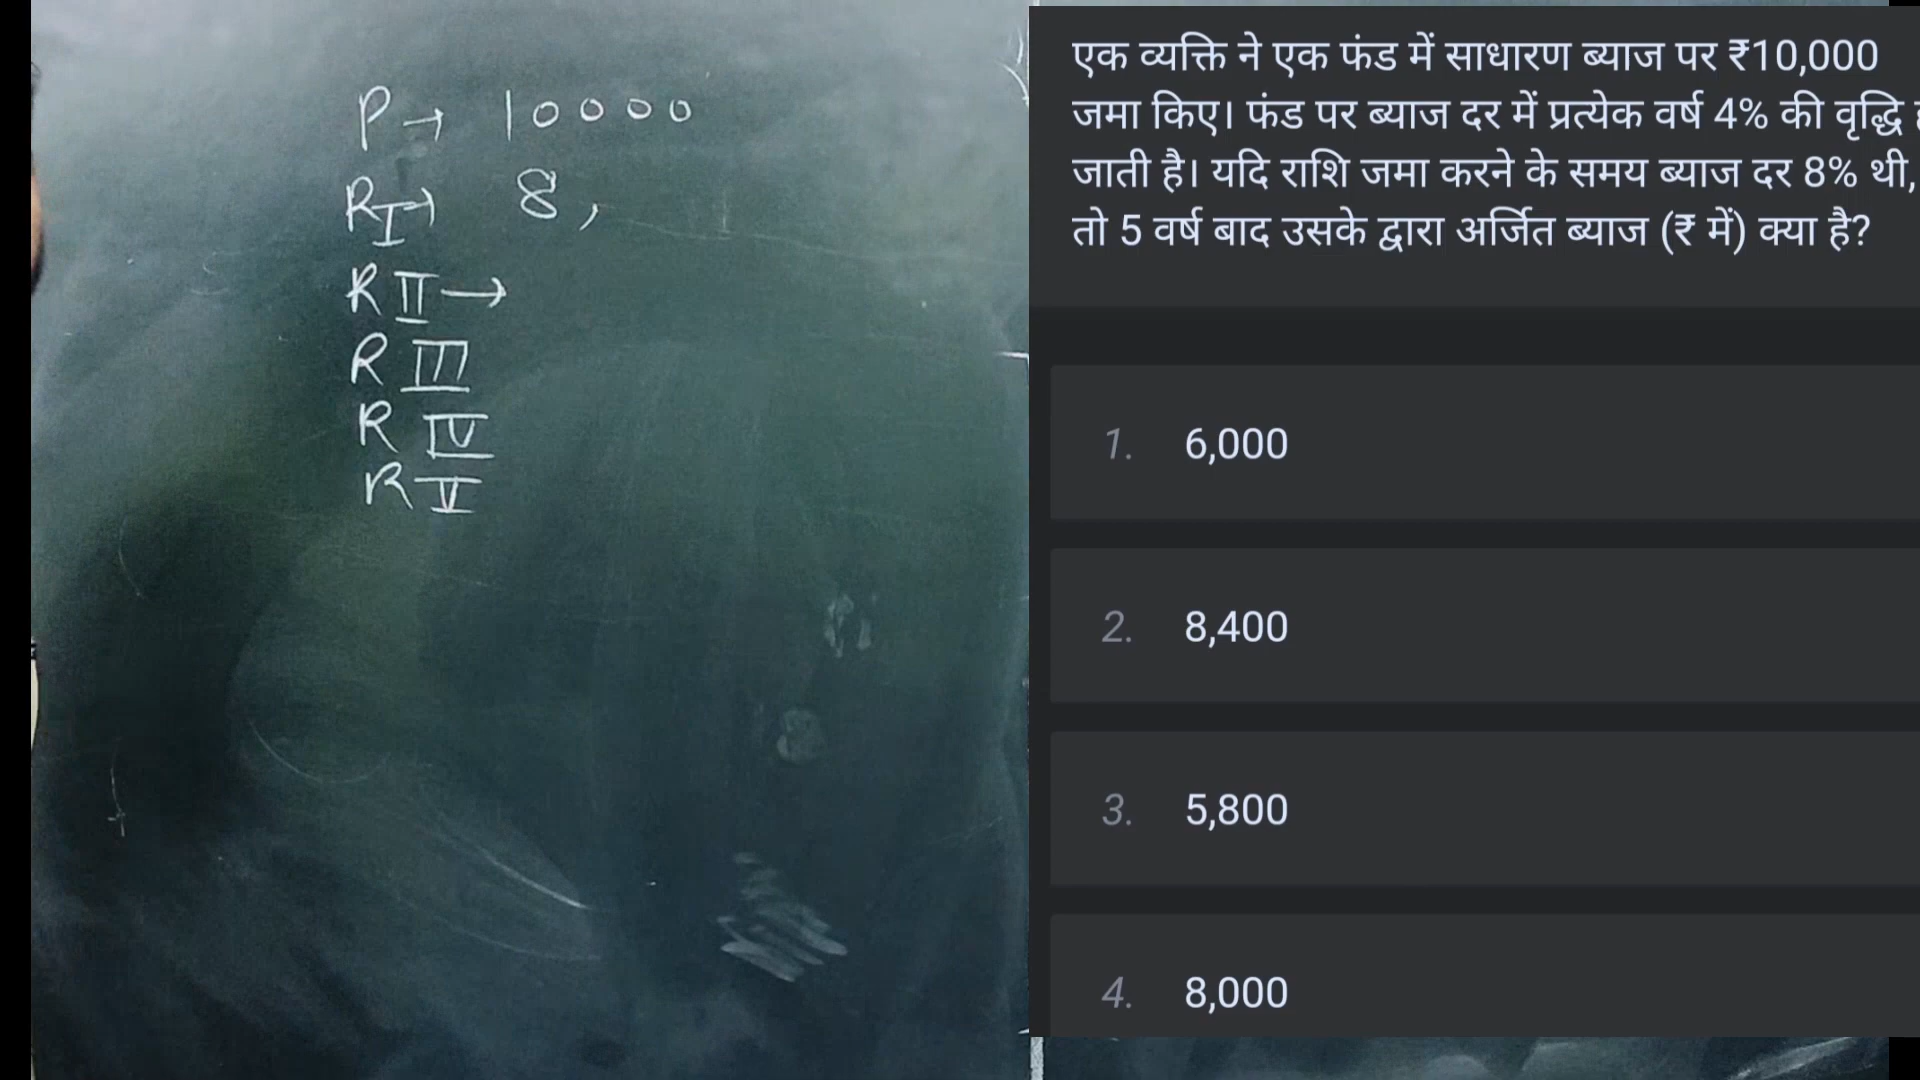 P → 10000
R I → 8,
R II →
R III
R IV
R V
एक व्यक्ति ने एक फंड में साधारण ब्याज पर ₹10,000
जमा किए। फंड पर ब्याज दर में प्रत्येक वर्ष 4% की वृद्धि
जाती है। यदि राशि जमा करने के समय ब्याज दर 8% थी,
तो 5 वर्ष बाद उसके द्वारा अर्जित ब्याज (₹ में) क्या है?
1. 6,000
2. 8,400
3. 5,800
4. 8,000